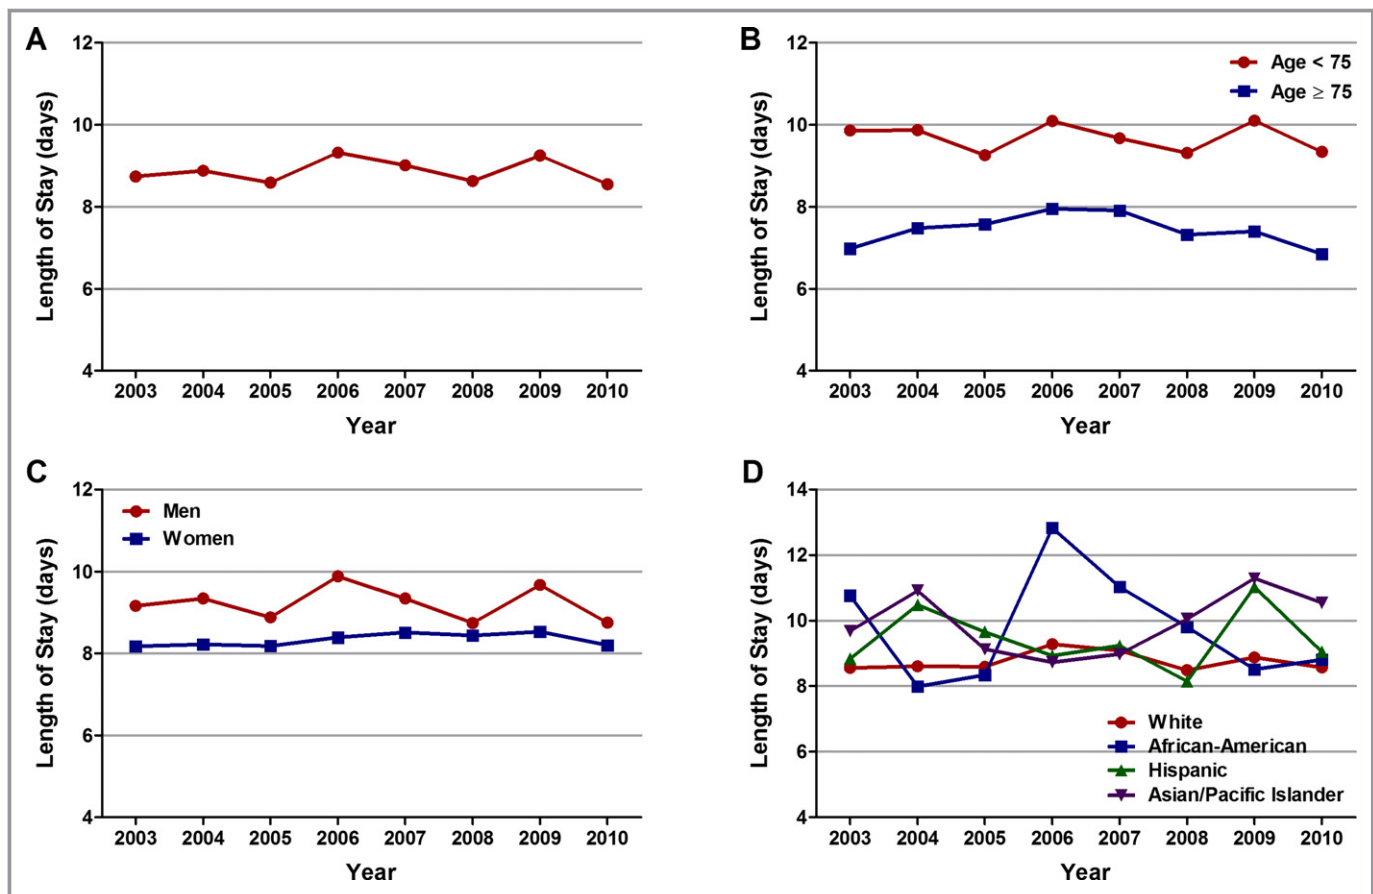 A
12
10
8
6
4
Length of Stay (days)
2003 2004 2005 2006 2007 2008 2009 2010
Year
B
12
10
8
6
4
Length of Stay (days)
Age < 75
Age ≥ 75
2003 2004 2005 2006 2007 2008 2009 2010
Year
C
12
10
8
6
4
Length of Stay (days)
Men
Women
2003 2004 2005 2006 2007 2008 2009 2010
Year
D
14
12
10
8
6
4
Length of Stay (days)
White
African-American
Hispanic
Asian/Pacific Islander
2003 2004 2005 2006 2007 2008 2009 2010
Year